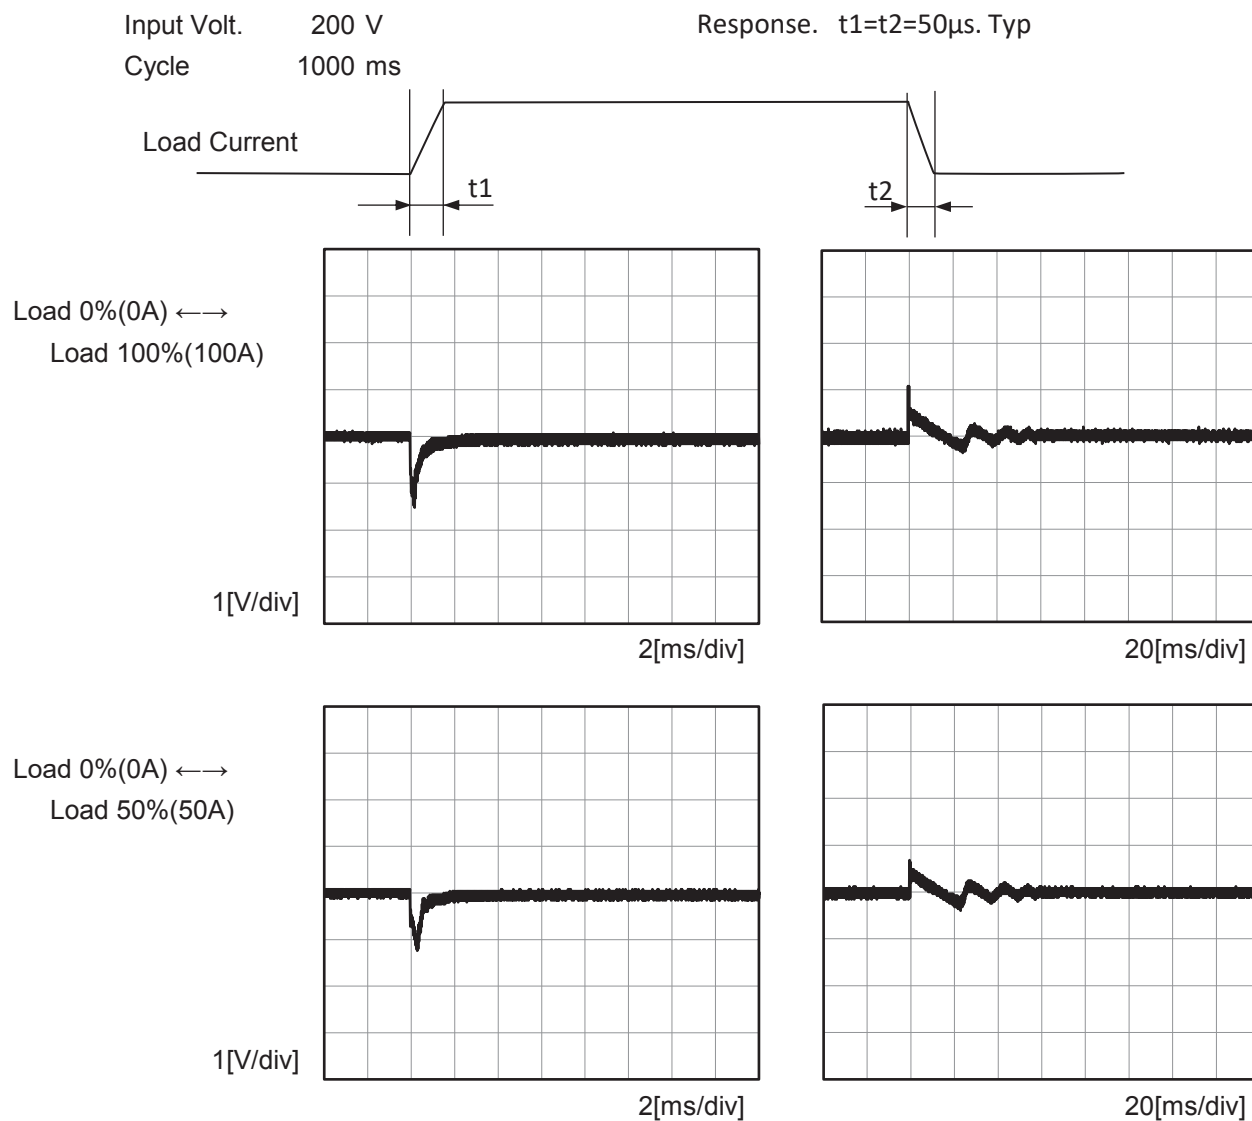 Input Volt. 200 V Response. t1=t2=50μs. Typ
Cycle 1000 ms
Load Current
t1
t2
Load 0%(0A) ←→
Load 100%(100A)
1[V/div]
2[ms/div]
20[ms/div]
Load 0%(0A) ←→
Load 50%(50A)
1[V/div]
2[ms/div]
20[ms/div]